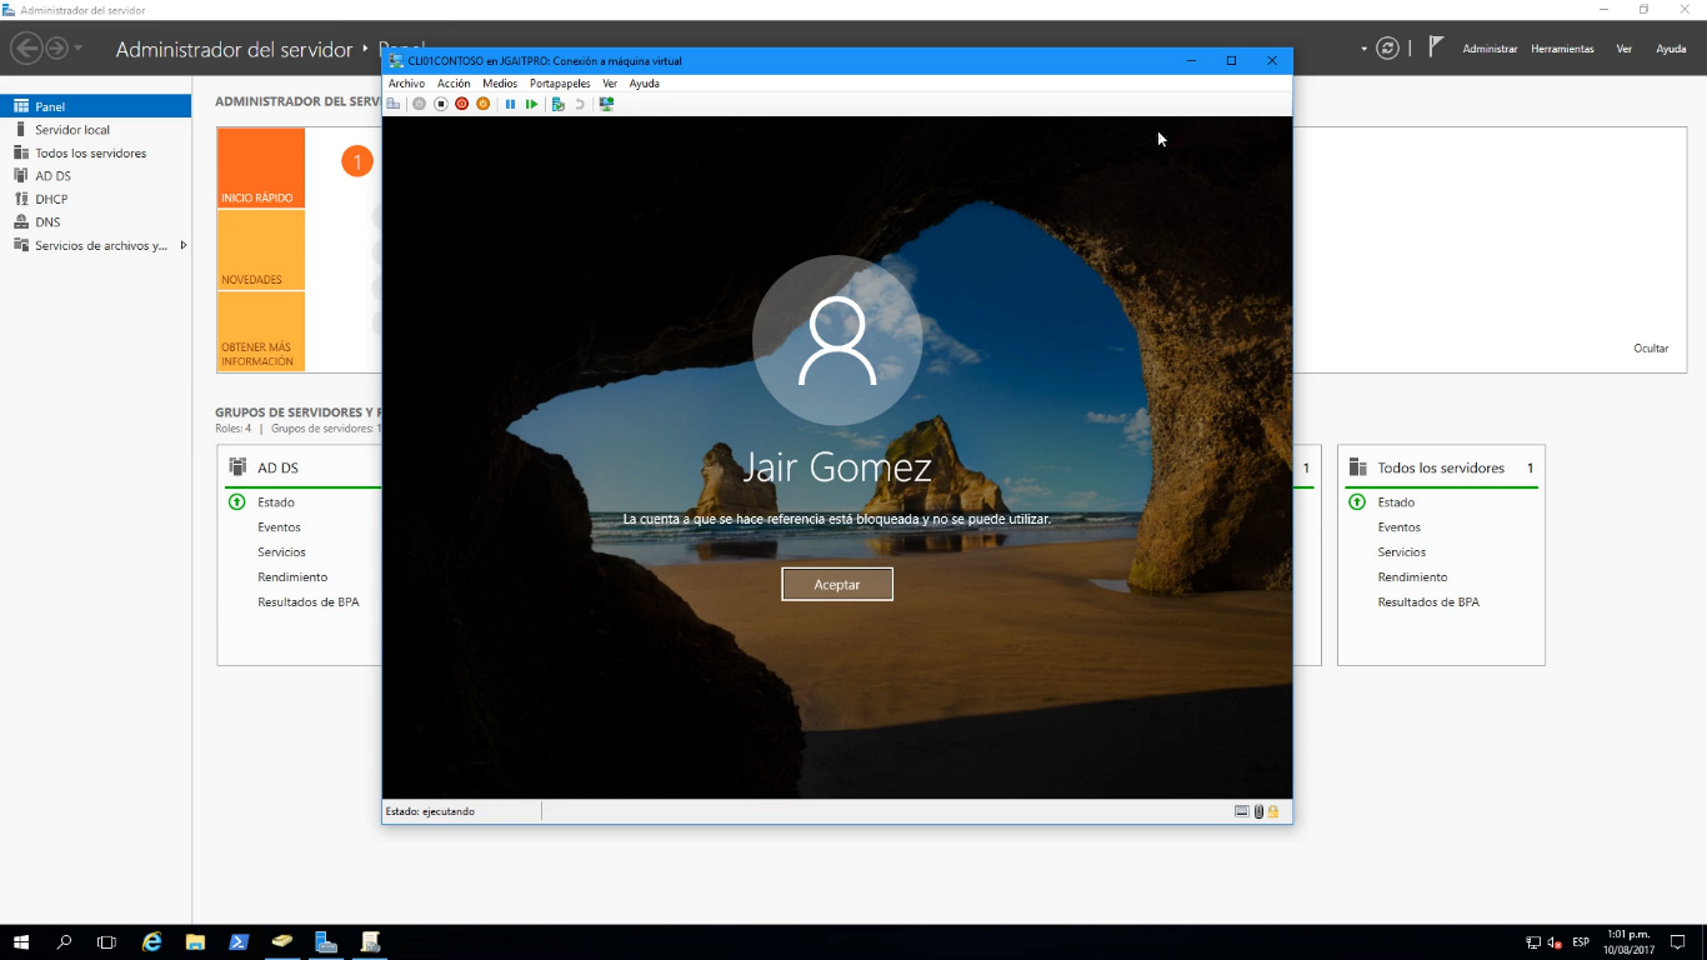 Administrador del servidor
Administrador del servidor
Administrar
Herramientas
Ver
Ayuda
CLI01CONTOSO en JGAITPRO: Conexión a máquina virtual
Archivo Acción Medios Portapapeles Ver Ayuda
Panel
Servidor local
Todos los servidores
AD DS
DHCP
DNS
Servicios de archivos y...
ADMINISTRADOR DEL SERV
INICIO RÁPIDO
1
NOVEDADES
OBTENER MÁS
INFORMACIÓN
Ocultar
GRUPOS DE SERVIDORES Y
Roles: 4 | Grupos de servidores: 1
AD DS
Estado
Eventos
Servicios
Rendimiento
Resultados de BPA
Jair Gomez
La cuenta a que se hace referencia está bloqueada y no se puede utilizar.
Aceptar
Estado: ejecutando
1
Todos los servidores 1
Estado
Eventos
Servicios
Rendimiento
Resultados de BPA
ESP
1:01 p.m.
10/08/2017